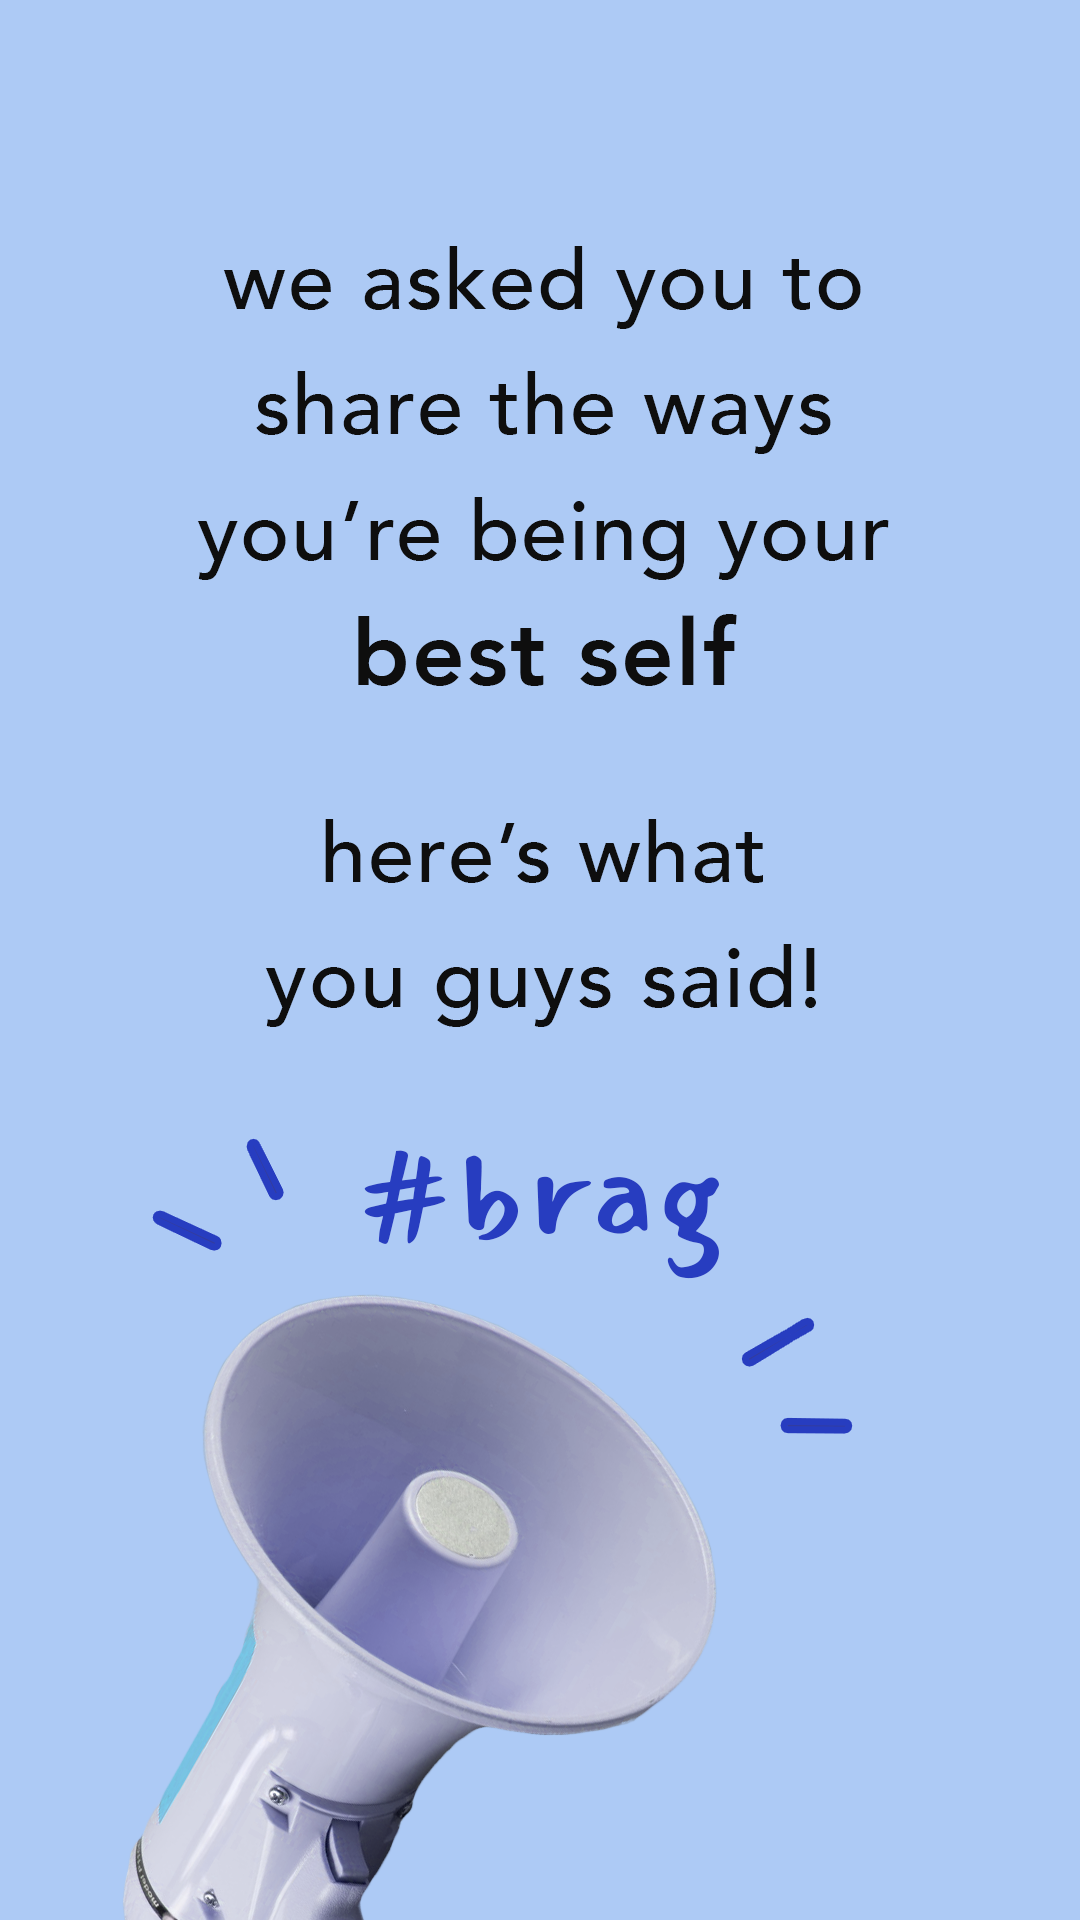 we asked you to
share the ways
you’re being your
best self
here’s what
you guys said!
#brag